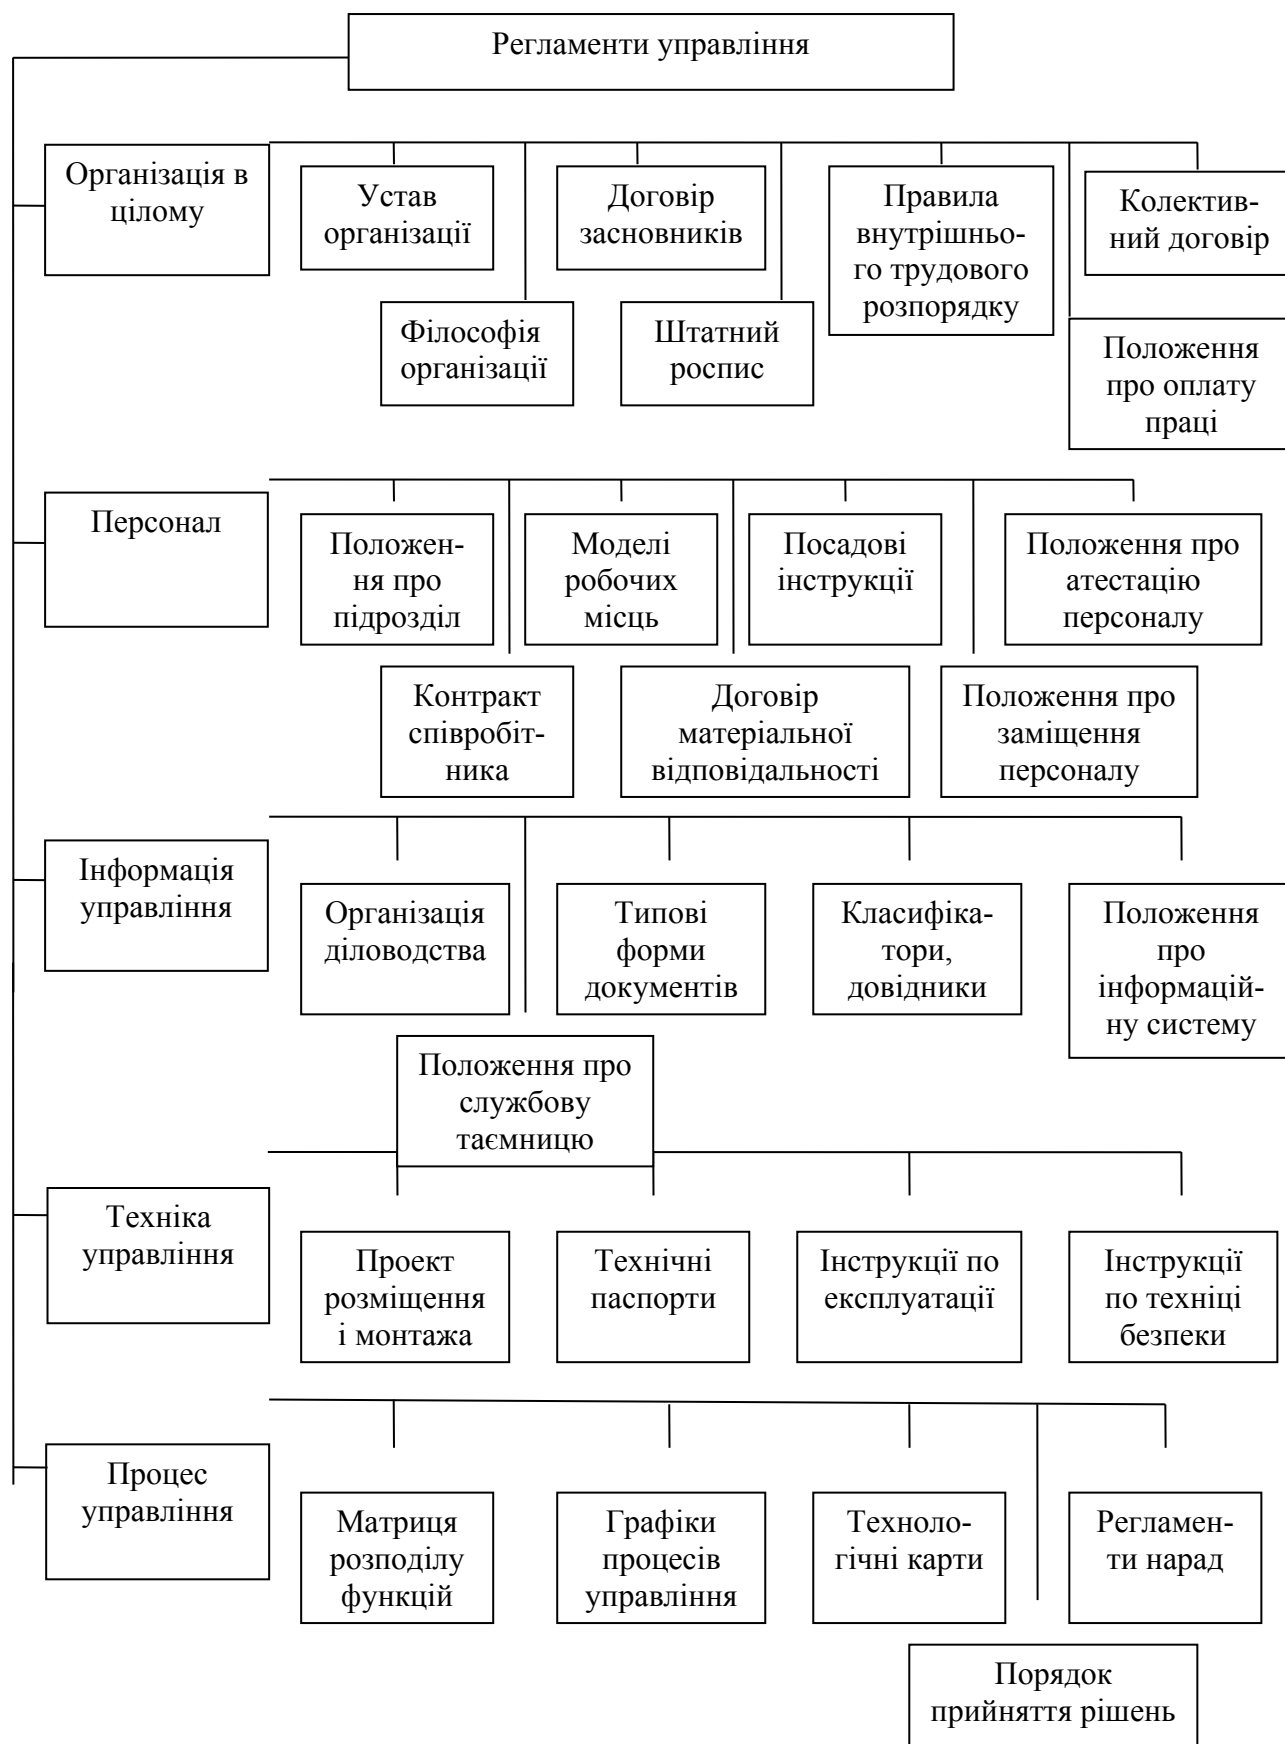 Регламенти управління
Організація в
цілому
Устав
організації
Договір
засновників
Правила
внутрішньо-
го трудового
розпорядку
Колектив-
ний договір
Філософія
організації
Штатний
роспис
Положення
про оплату
праці
Персонал
Положен-
ня про
підрозділ
Моделі
робочих
місць
Посадові
інструкції
Положення про
атестацію
персоналу
Контракт
співробіт-
ника
Договір
матеріальної
відповідальності
Положення про
заміщення
персоналу
Інформація
управління
Організація
діловодства
Типові
форми
документів
Класифіка-
тори,
довідники
Положення
про
інформацій-
ну систему
Положення про
службову
таємницю
Техніка
управління
Проект
розміщення
і монтажа
Технічні
паспорти
Інструкції по
експлуатації
Інструкції
по техніці
безпеки
Процес
управління
Матриця
розподілу
функцій
Графіки
процесів
управління
Техноло-
гічні карти
Регламен-
ти нарад
Порядок
прийняття рішень